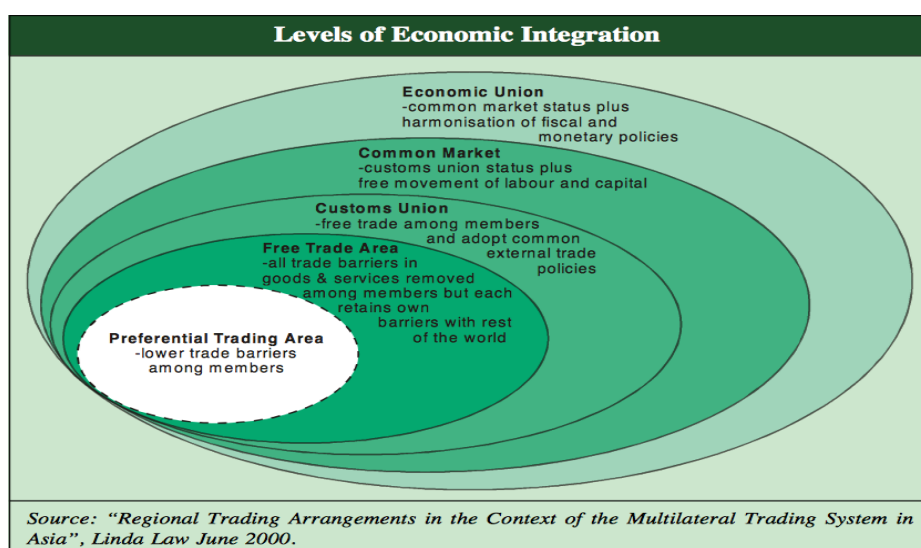 Levels of Economic Integration
Economic Union
-common market status plus
harmonisation of fiscal and
monetary policies
Common Market
-customs union status plus
free movement of labour and capital
Customs Union
-free trade among members
and adopt common
external trade
policies
Free Trade Area
-all trade barriers in
goods & services removed
among members but each
retains own
barriers with rest
of the world
Preferential Trading Area
-lower trade barriers
among members
Source: “Regional Trading Arrangements in the Context of the Multilateral Trading System in
Asia”, Linda Law June 2000.